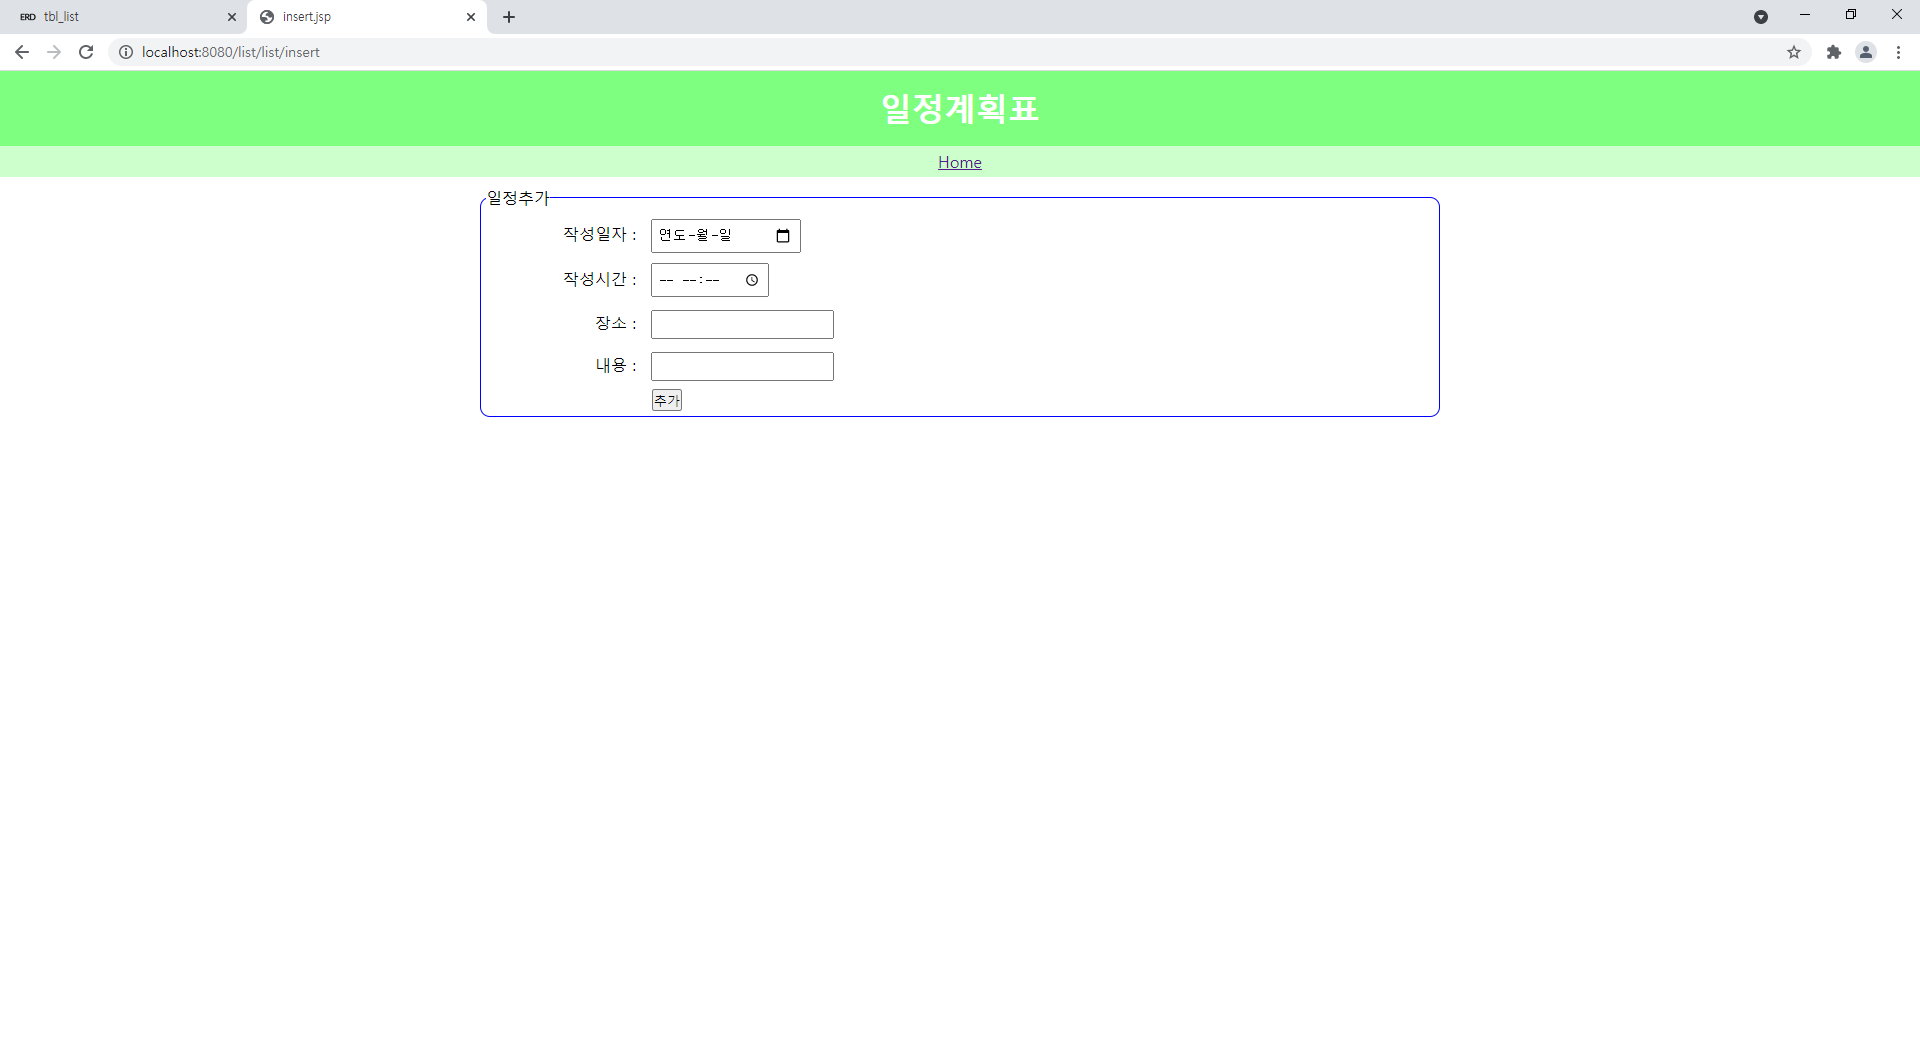 ERD tbl_list
insert.jsp
localhost:8080/list/list/insert
일정계획표
Home
일정추가
작성일자 : 연도-월-일
작성시간 : -- --:--
장소 :
내용 :
추가